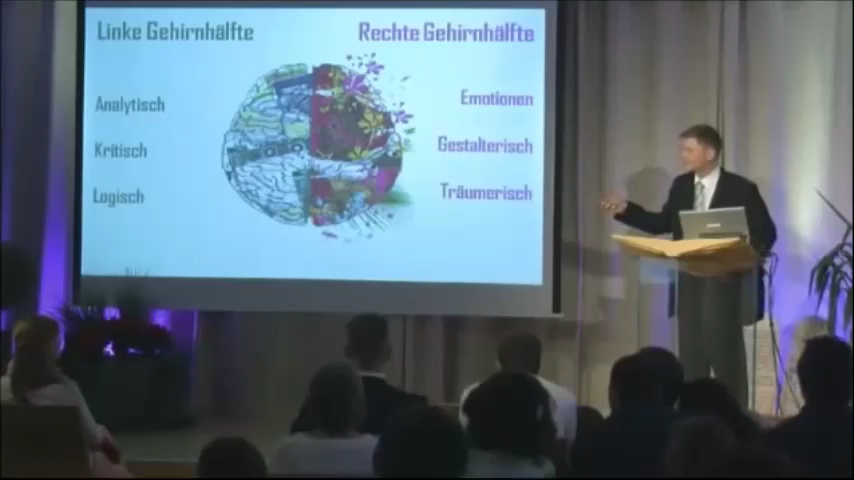 Linke Gehirnhälfte
Rechte Gehirnhälfte
Analytisch
Emotionen
Kritisch
Gestalterisch
Logisch
Träumerisch